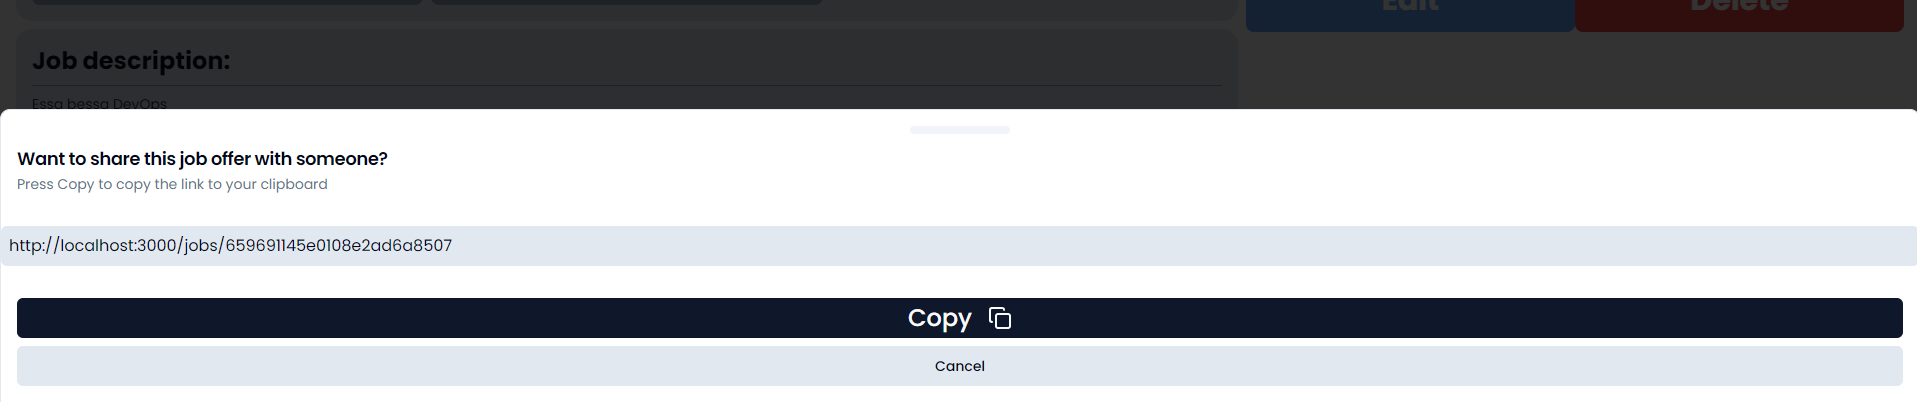 Edit
Delete
Job description:
Essa bessa DevOps
Want to share this job offer with someone?
Press Copy to copy the link to your clipboard
http://localhost:3000/jobs/659691145e0108e2ad6a8507
Copy
Cancel